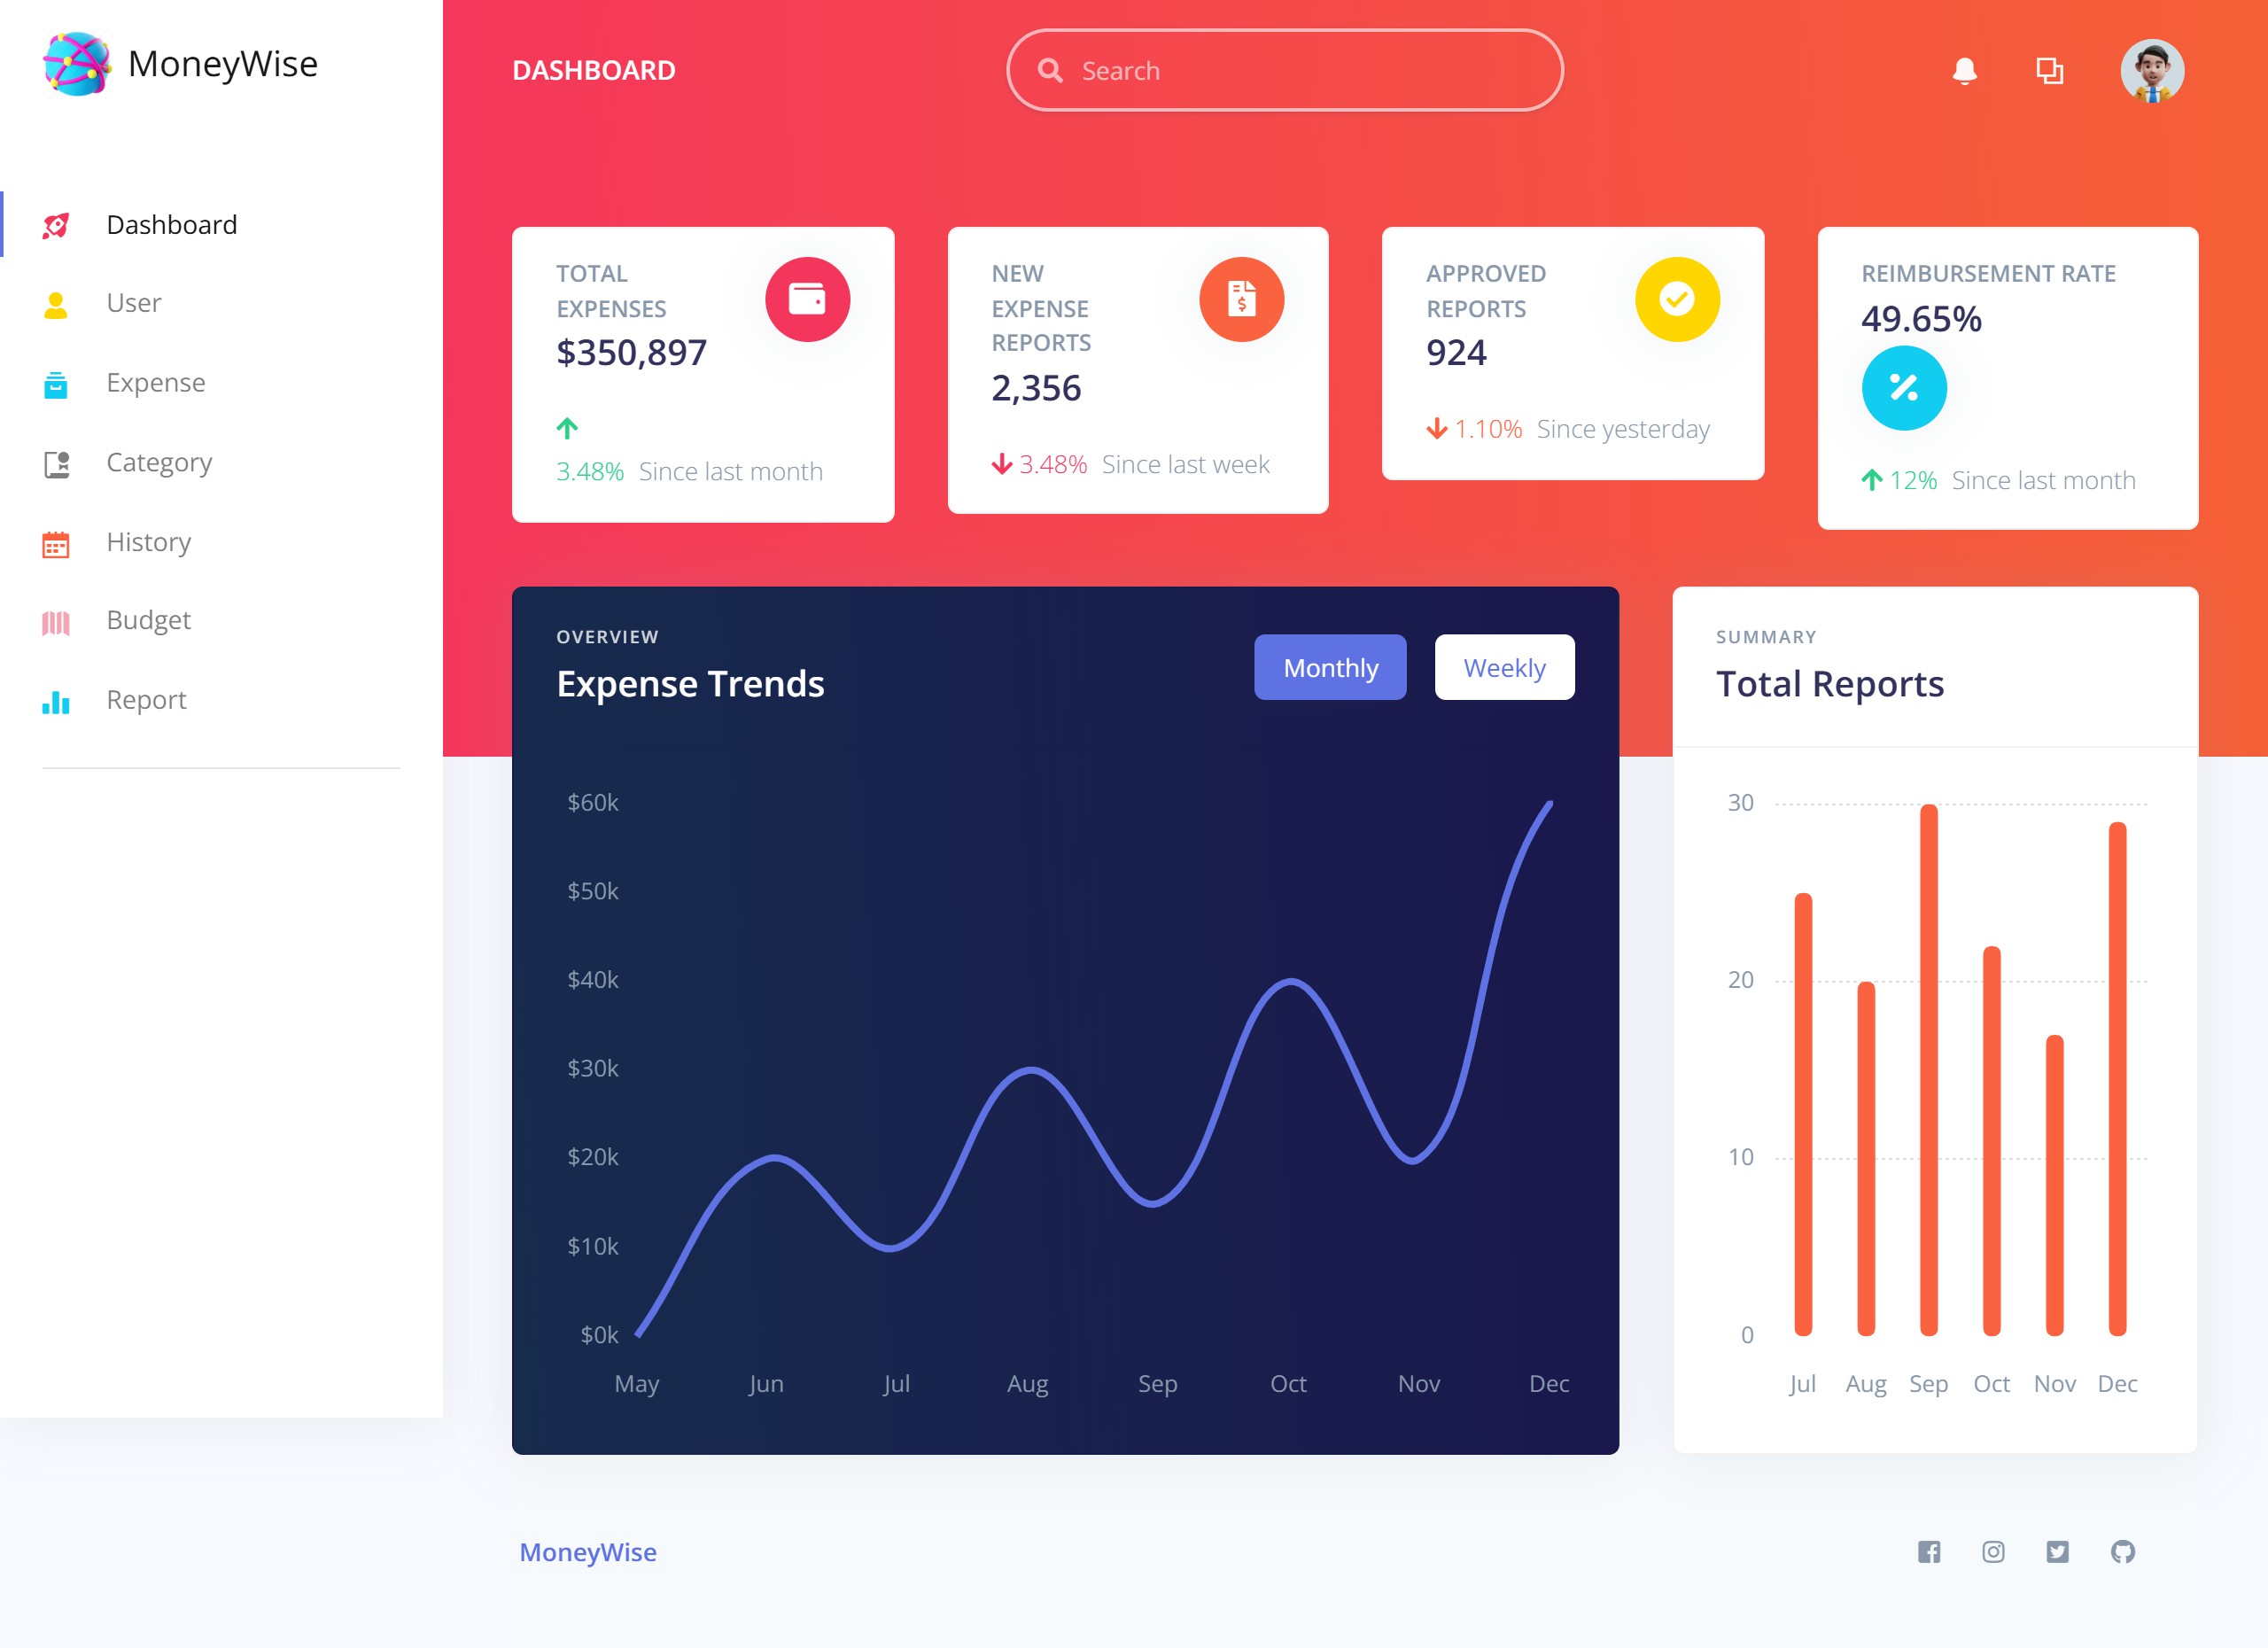 MoneyWise
Dashboard
User
Expense
Category
History
Budget
Report
DASHBOARD
Search
TOTAL
EXPENSES
$350,897
3.48% Since last month
NEW
EXPENSE
REPORTS
2,356
3.48% Since last week
APPROVED
REPORTS
924
1.10% Since yesterday
REIMBURSEMENT RATE
49.65%
12% Since last month
OVERVIEW
Expense Trends
Monthly
Weekly
$60k
$50k
$40k
$30k
$20k
$10k
$0k
May Jun Jul Aug Sep Oct Nov Dec
SUMMARY
Total Reports
30
20
10
0
Jul Aug Sep Oct Nov Dec
MoneyWise